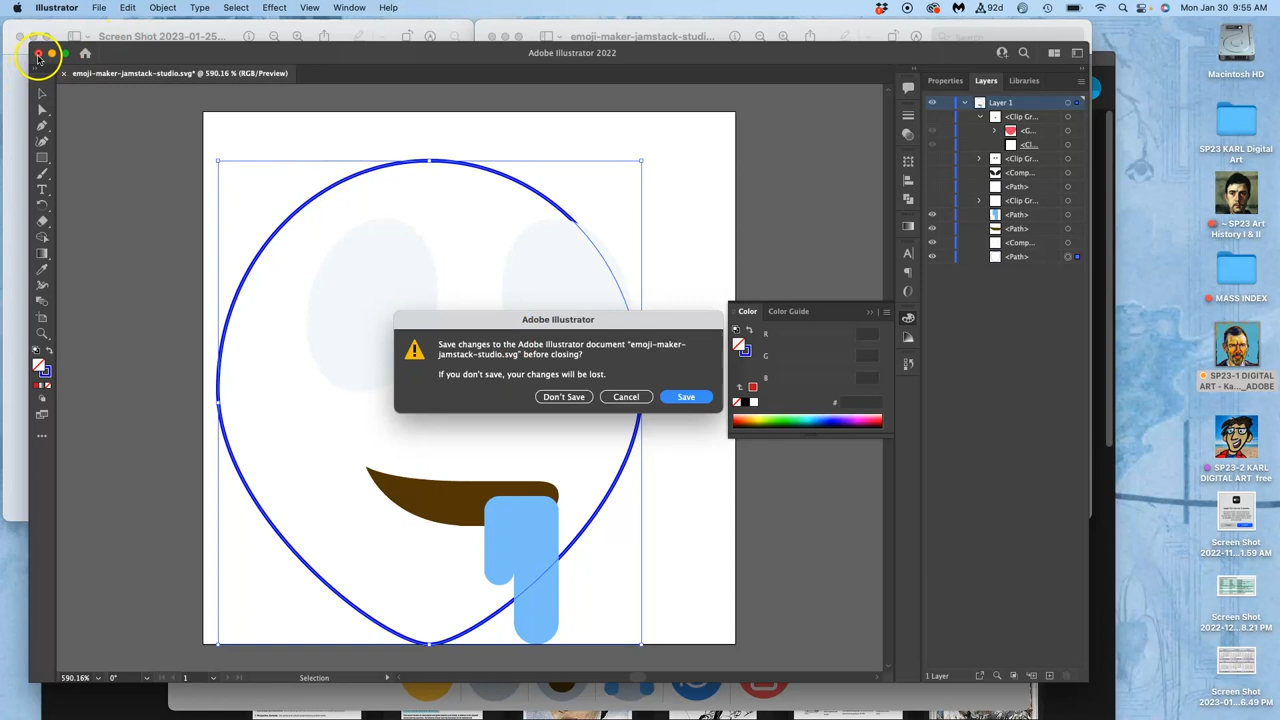 Illustrator File Edit Object Type Select Effect View Window Help
92d
Mon Jan 30 9:55 AM
Screen Shot 2023-01-25...
emoji-maker-jamstack-studio....
Search
Adobe Illustrator 2022
emoji-maker-jamstack-studio.svg* @ 590.16 % (RGB/Preview)
Properties Layers Libraries
Layer 1
<Clip Gr...
<G...
<Cl...
<Clip Gr...
<Comp...
<Path>
<Clip Gr...
<Path>
<Path>
<Comp...
<Path>
Adobe Illustrator
Save changes to the Adobe Illustrator document "emoji-maker-
jamstack-studio.svg" before closing?
If you don't save, your changes will be lost.
Don't Save Cancel Save
Color Color Guide
R
G
B
#
590.16% 0° 1 Selection
1 Layer
Macintosh HD
SP23 KARL Digital
Art
~ SP23 Art
History I & II
MASS INDEX
SP23-1 DIGITAL
ART - Ka..._ADOBE
SP23-2 KARL
DIGITAL ART free
Screen Shot
2022-11...1.59 AM
Screen Shot
2022-12...8.21 PM
Screen Shot
2023-01...6.49 PM